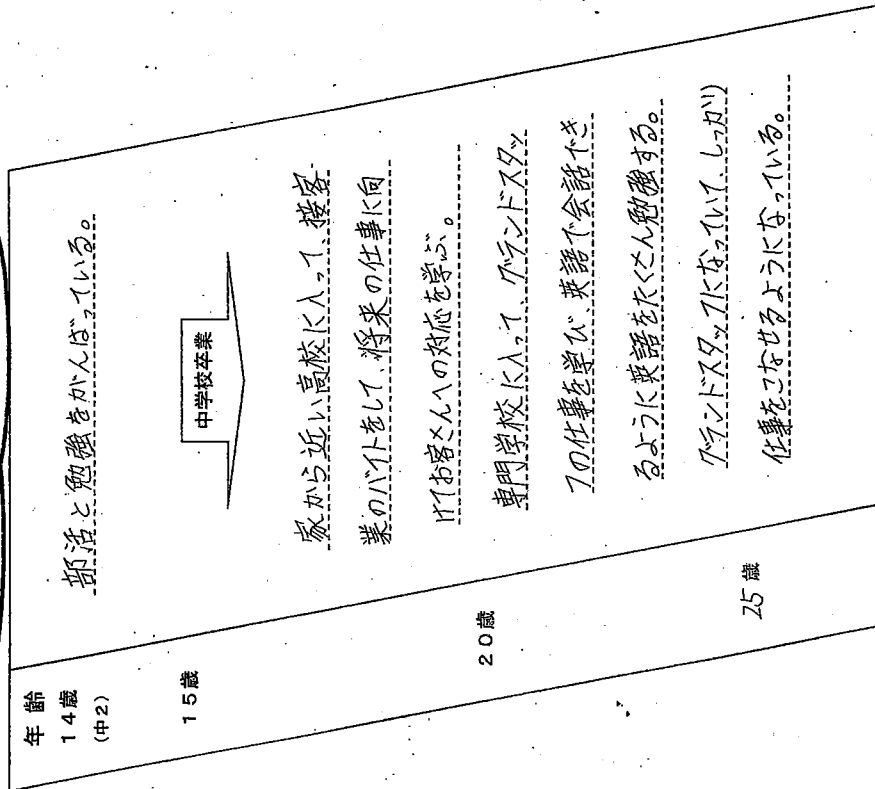 年齢
14歳
(中2)
部活と勉強をがんばっている。
中学校卒業
15歳
家から近い高校に入って、接客
業のバイトをして、将来の仕事に向
けてお客さんへの対応を学ぶ。
20歳
専門学校に入って、グランドスタッ
フの仕事を学び、英語で会話でき
るように英語をたくさん勉強する。
25歳
グランドスタッフになっていて、しっかり
仕事をこなせるようになっている。